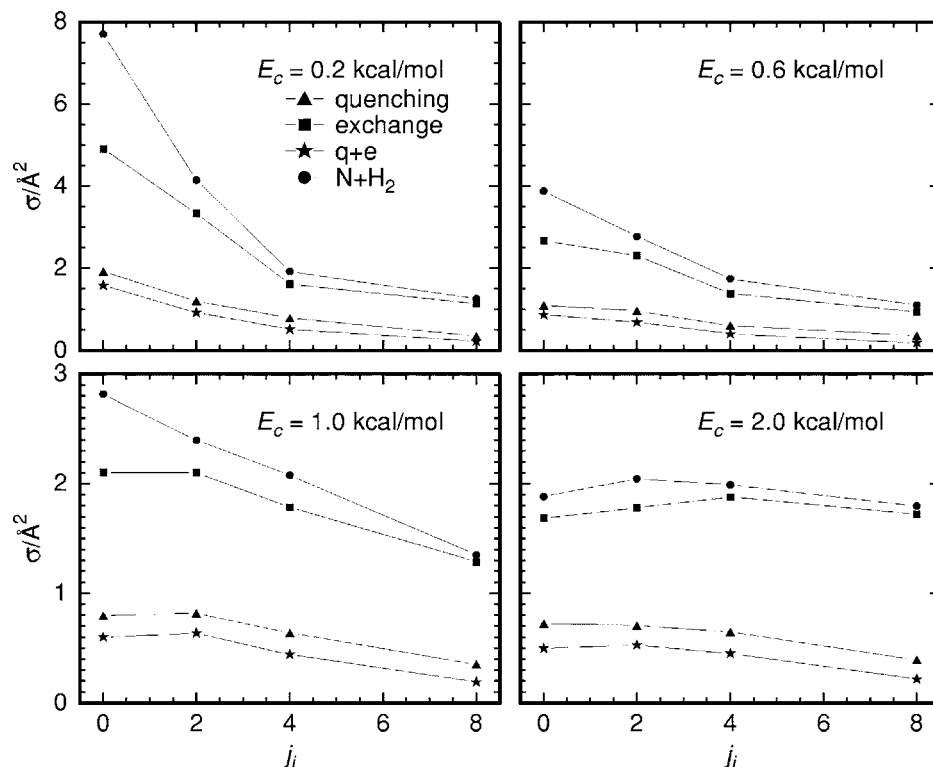 8
6
4
2
0
σ/Å²
E_c = 0.2 kcal/mol
quenching
exchange
q+e
N+H₂
E_c = 0.6 kcal/mol
3
2
1
0
σ/Å²
E_c = 1.0 kcal/mol
E_c = 2.0 kcal/mol
0 2 4 6 8
0 2 4 6 8
j_i
j_i